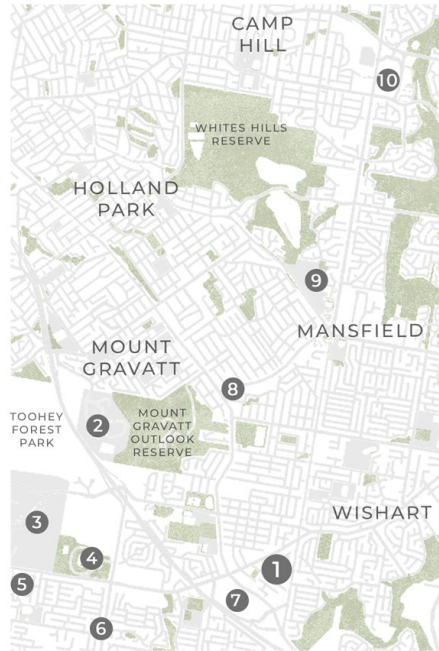 CAMP
HILL
10
WHITES HILLS
RESERVE
HOLLAND
PARK
9
MANSFIELD
MOUNT
GRAVATT
8
TOOHEY
FOREST
PARK
2
MOUNT
GRAVATT
OUTLOOK
RESERVE
WISHART
3
4
1
5
7
6